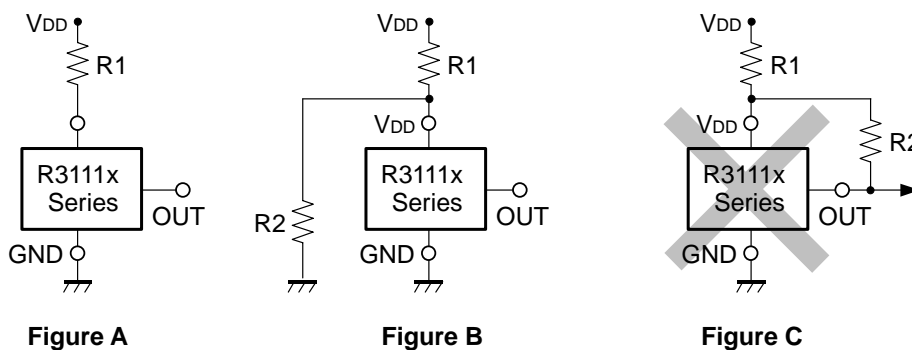 VDD
R1
R3111x
Series
OUT
GND
Figure A
VDD
R1
VDD
R2
R3111x
Series
OUT
GND
Figure B
VDD
R1
VDD
R2
R3111x
Series
OUT
GND
Figure C